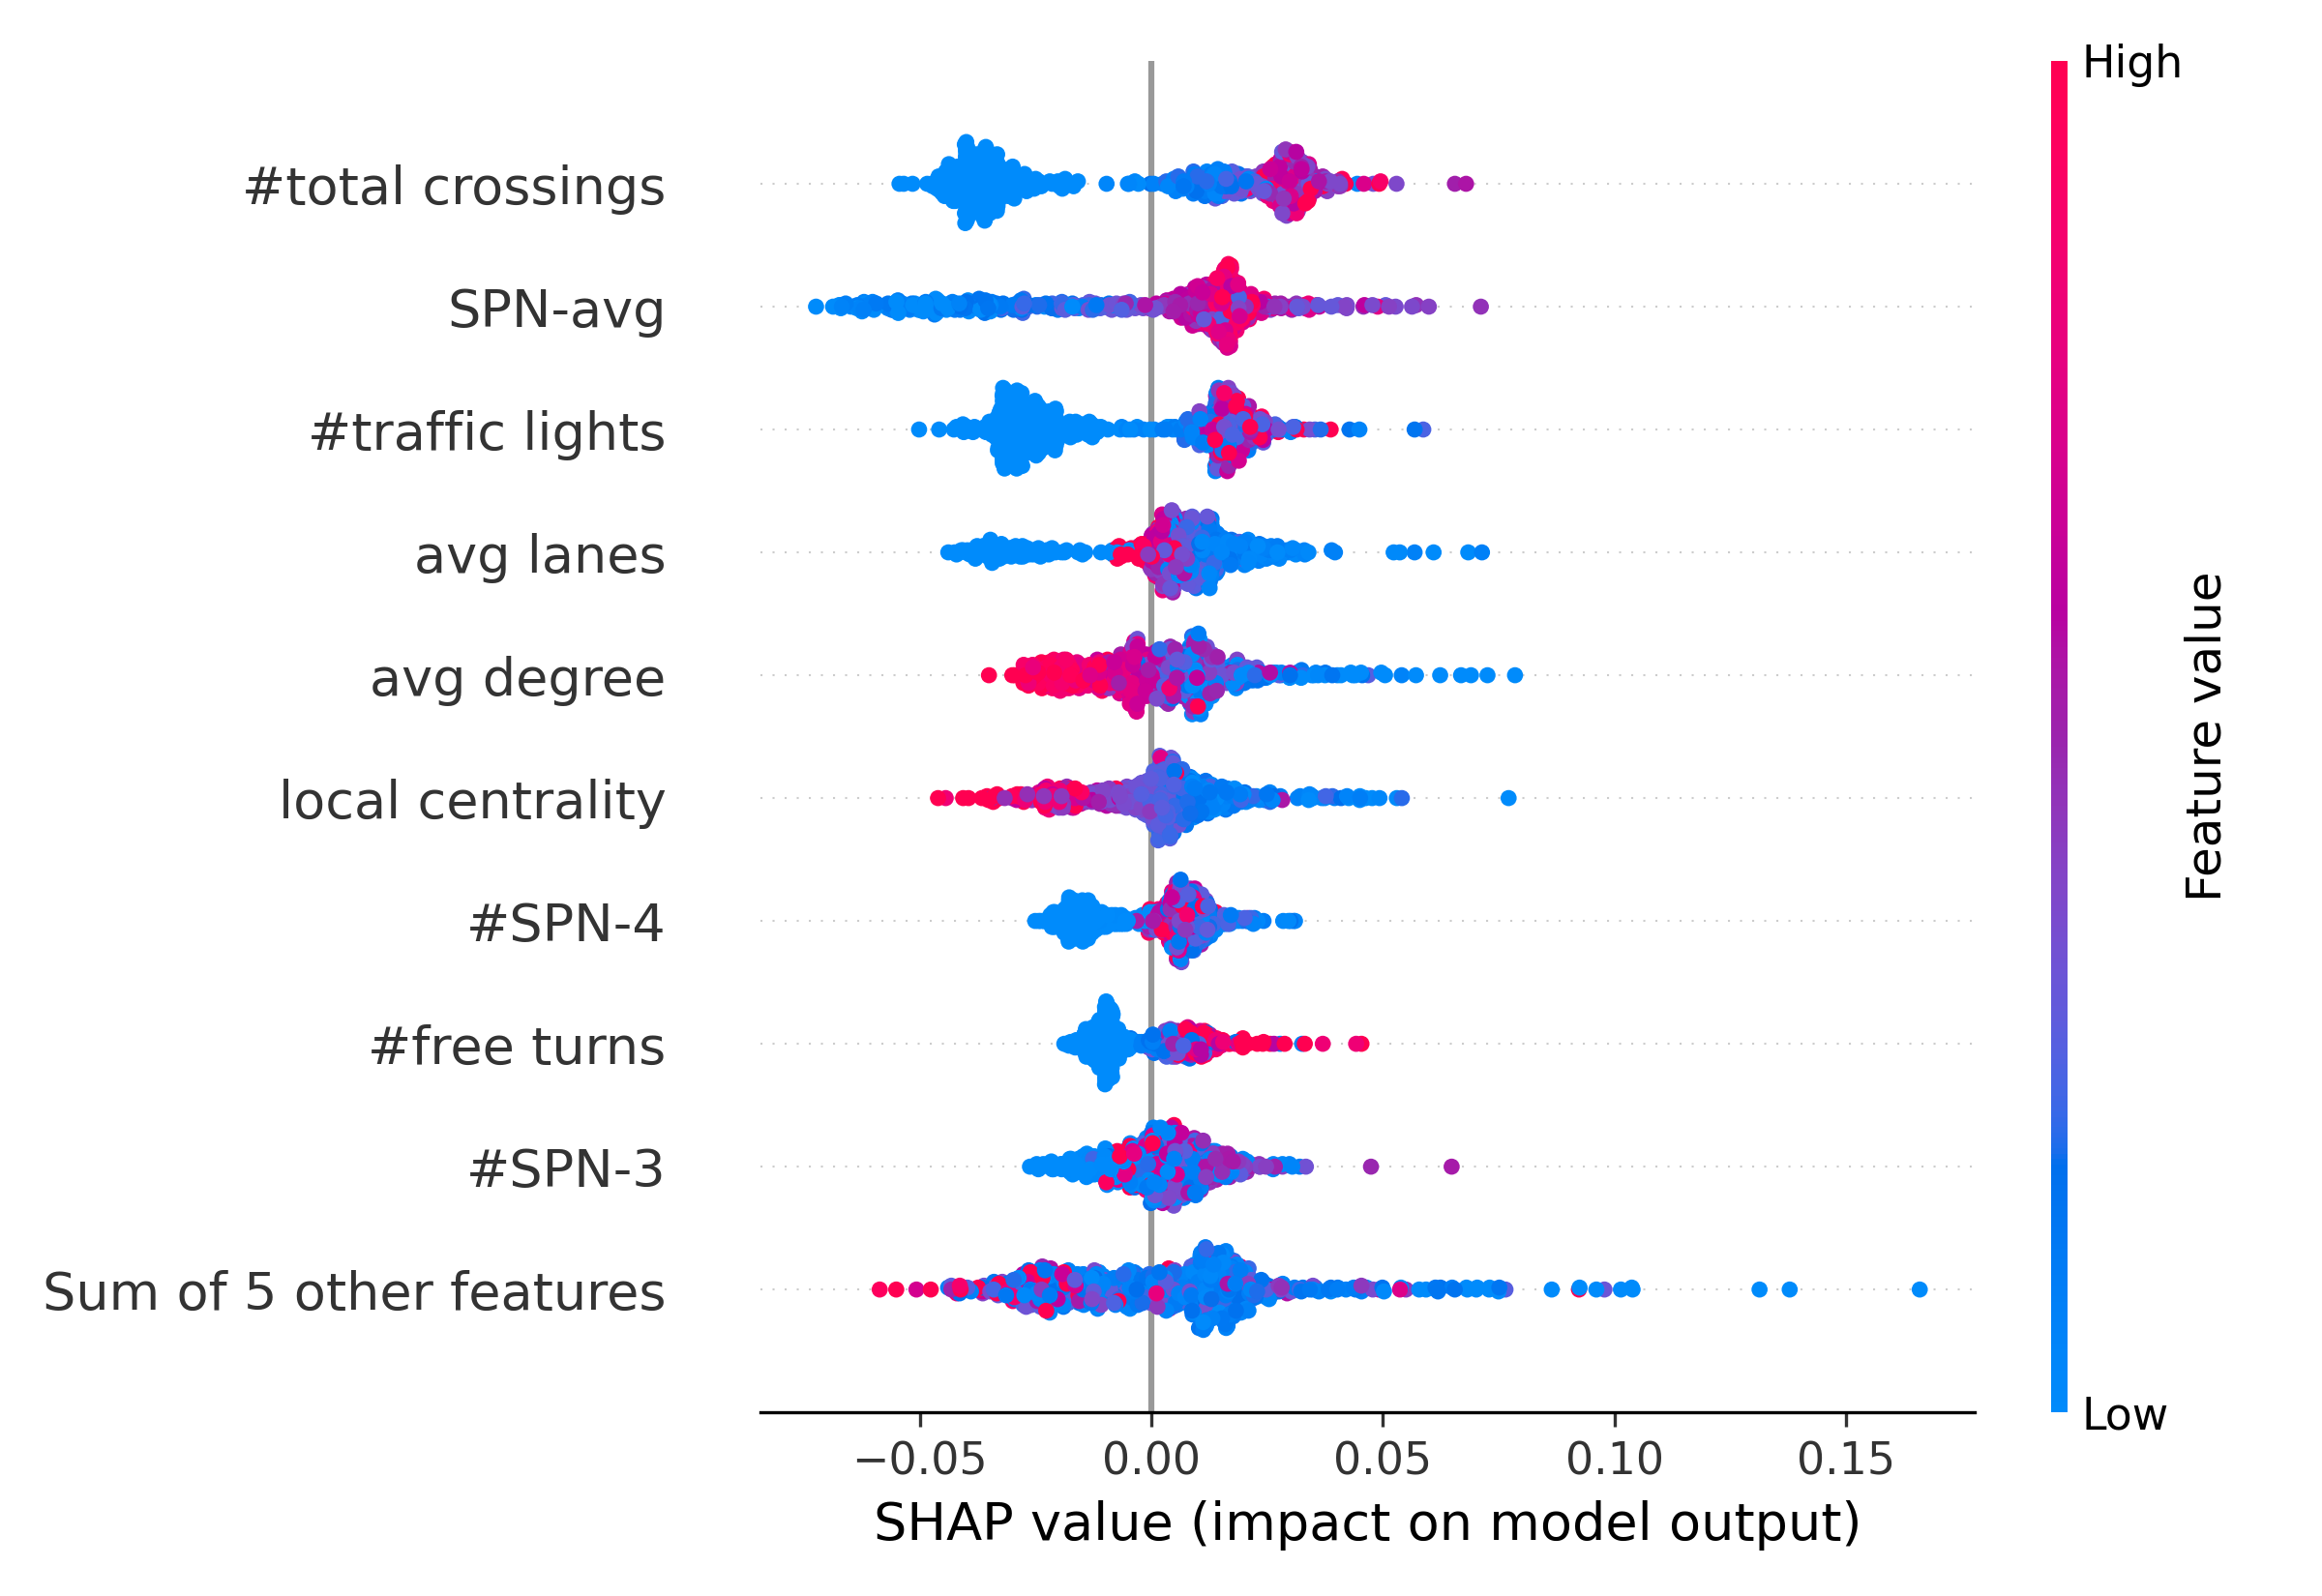 High
#total crossings
SPN-avg
#traffic lights
avg lanes
avg degree
local centrality
#SPN-4
#free turns
#SPN-3
Sum of 5 other features
Feature value
Low
−0.05 0.00 0.05 0.10 0.15
SHAP value (impact on model output)